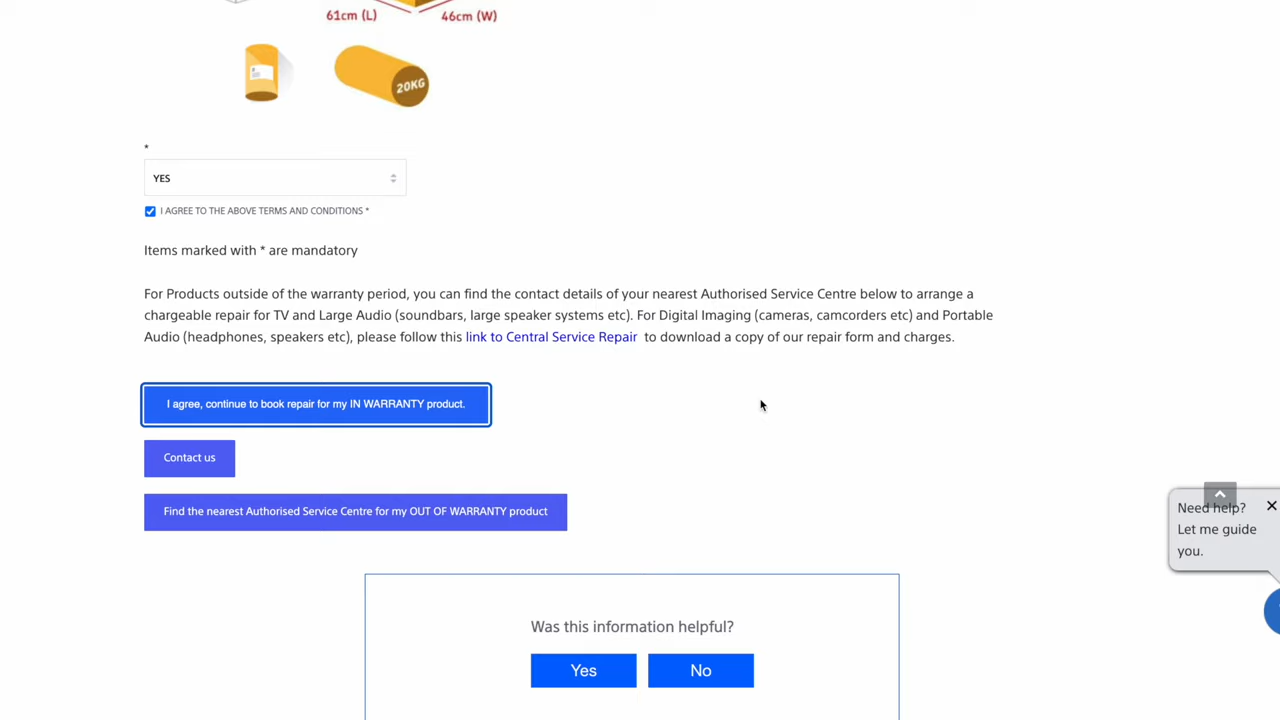 61cm (L)
46cm (W)
20KG
*
YES
I AGREE TO THE ABOVE TERMS AND CONDITIONS *
Items marked with * are mandatory
For Products outside of the warranty period, you can find the contact details of your nearest Authorised Service Centre below to arrange a
chargeable repair for TV and Large Audio (soundbars, large speaker systems etc). For Digital Imaging (cameras, camcorders etc) and Portable
Audio (headphones, speakers etc), please follow this link to Central Service Repair to download a copy of our repair form and charges.
I agree, continue to book repair for my IN WARRANTY product.
Contact us
Find the nearest Authorised Service Centre for my OUT OF WARRANTY product
Need help?
Let me guide
you.
Was this information helpful?
Yes
No